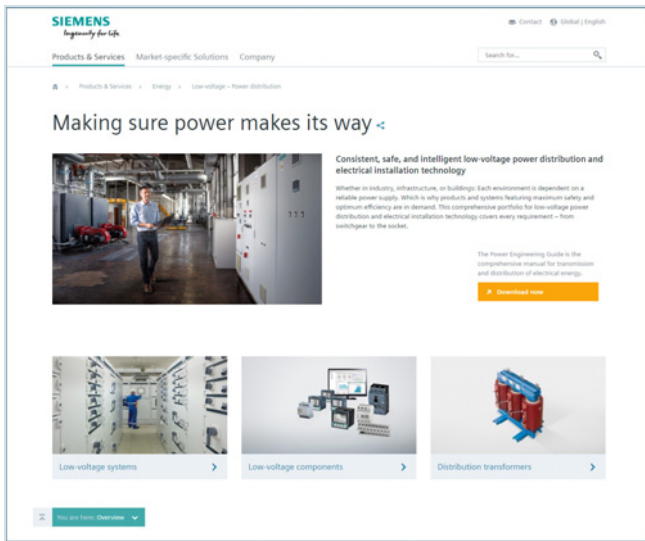 SIEMENS
Ingenuity for life
Contact Global | English
Products & Services Market-specific Solutions Company
Search for...
Products & Services › Energy › Low-voltage – Power distribution
Making sure power makes its way
Consistent, safe, and intelligent low-voltage power distribution and
electrical installation technology
Whether in industry, infrastructure, or buildings: Each environment is dependent on a
reliable power supply. Which is why products and systems featuring maximum safety and
optimum efficiency are in demand. This comprehensive portfolio for low-voltage power
distribution and electrical installation technology covers every requirement – from
switchgear to the socket.
The Power Engineering Guide is the
comprehensive manual for transmission
and distribution of electrical energy.
Download now
Low-voltage systems
Low-voltage components
Distribution transformers
You are here: Overview